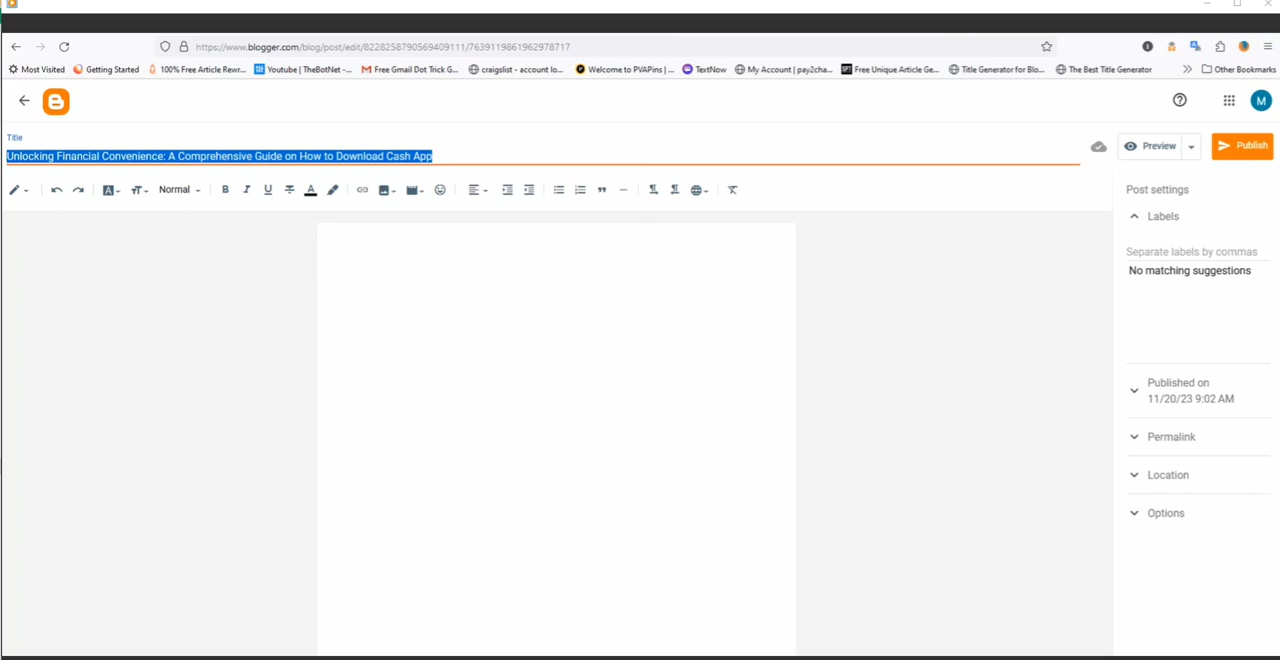 https://www.blogger.com/blog/post/edit/8228258790569409111/7639119861962978717
Most Visited Getting Started 100% Free Article Rewr... Youtube | TheBotNet -... Free Gmail Dot Trick G... craigslist - account lo... Welcome to PVAPins | ... TextNow My Account | pay2cha... Free Unique Article Ge... Title Generator for Blo... The Best Title Generator Other Bookmarks
M
Title
Unlocking Financial Convenience: A Comprehensive Guide on How to Download Cash App
Preview Publish
Normal B I U A
Post settings
Labels
Separate labels by commas
No matching suggestions
Published on
11/20/23 9:02 AM
Permalink
Location
Options